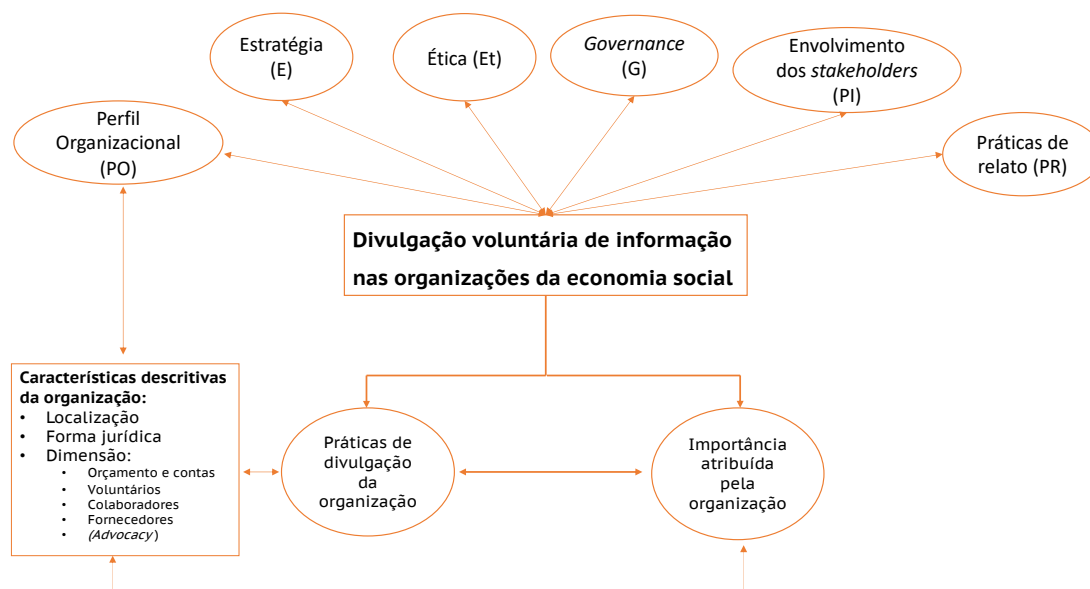 Estratégia
(E)
Ética (Et)
Governance
(G)
Envolvimento
dos stakeholders
(PI)
Perfil
Organizacional
(PO)
Práticas de
relato (PR)
Divulgação voluntária de informação
nas organizações da economia social
Características descritivas
da organização:
• Localização
• Forma jurídica
• Dimensão:
• Orçamento e contas
• Voluntários
• Colaboradores
• Fornecedores
• (Advocacy)
Práticas de
divulgação
da
organização
Importância
atribuída
pela
organização